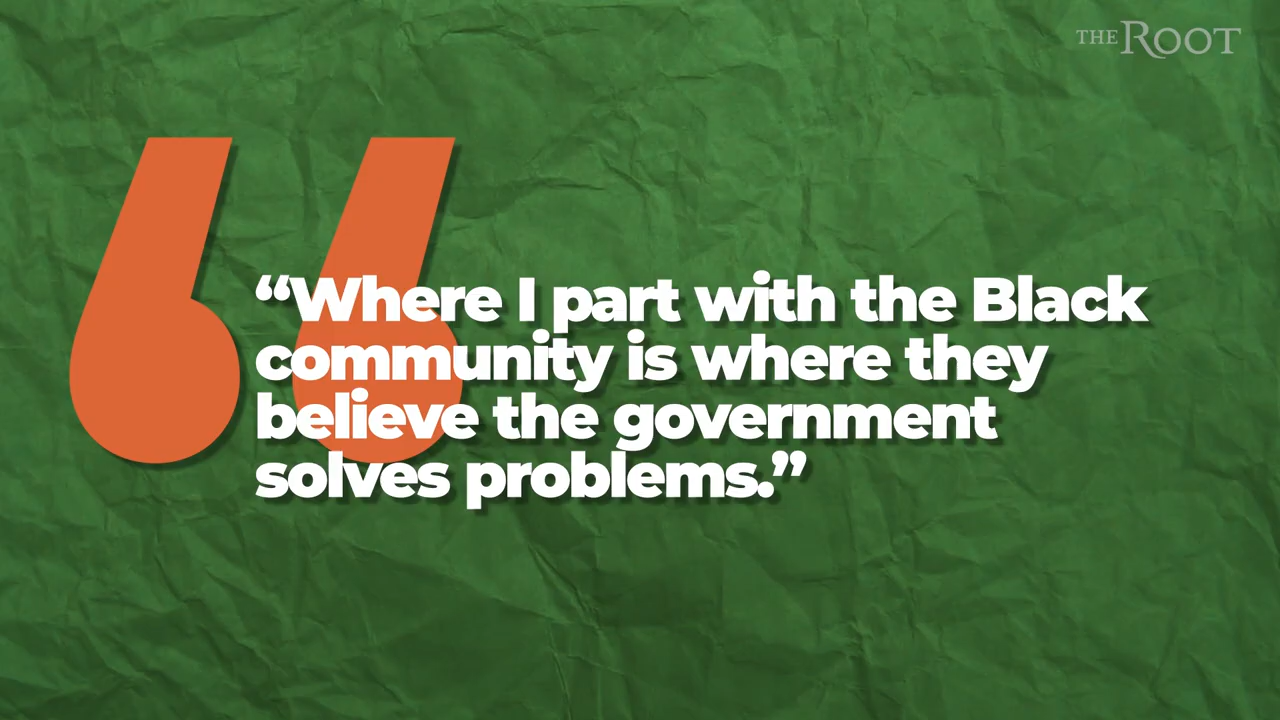 THE ROOT
“Where I part with the Black
community is where they
believe the government
solves problems.”